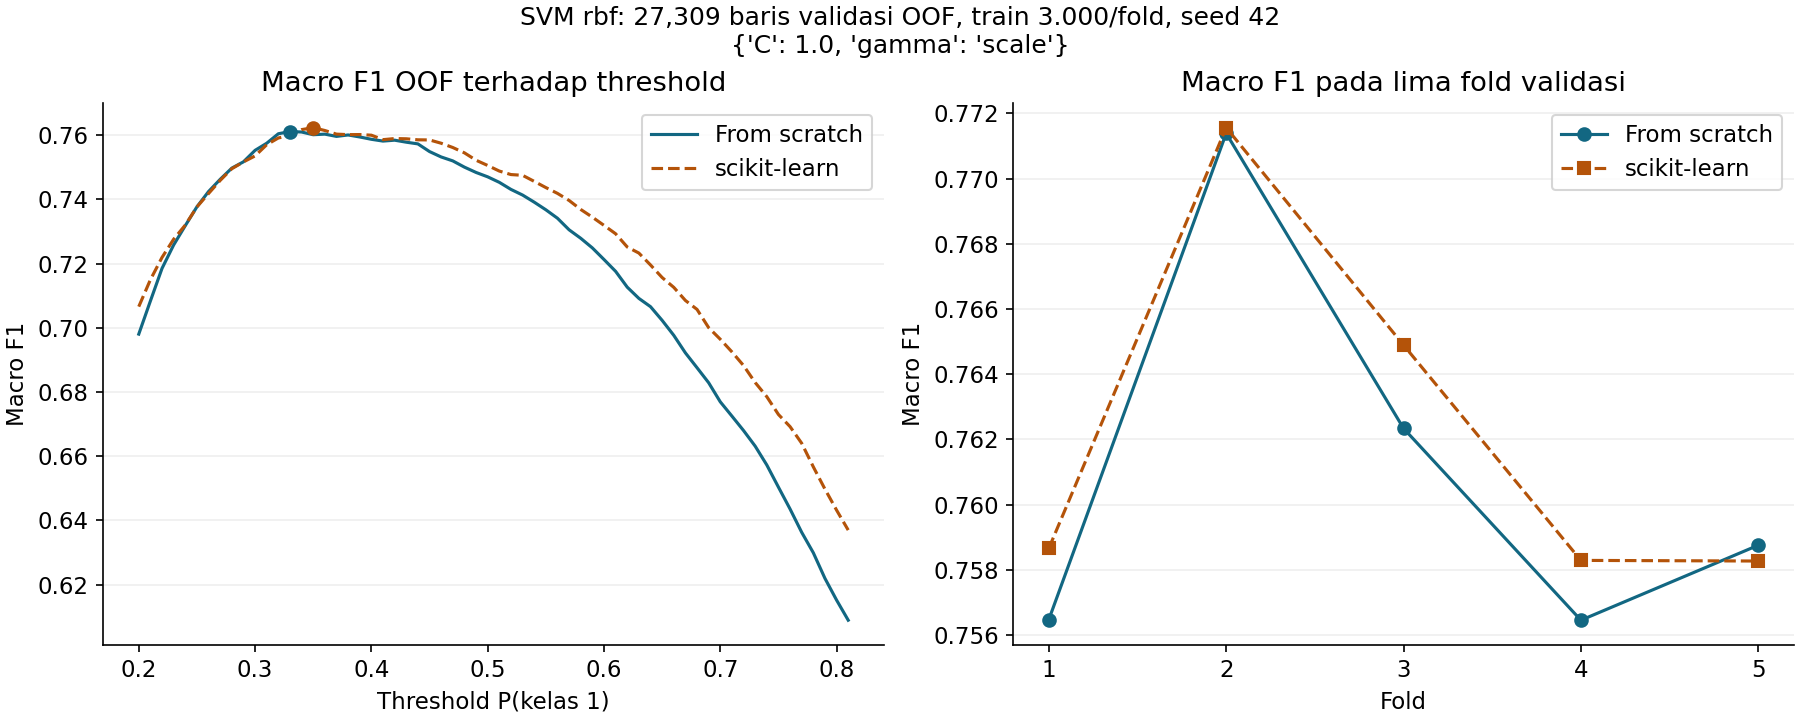 SVM rbf: 27,309 baris validasi OOF, train 3.000/fold, seed 42
{'C': 1.0, 'gamma': 'scale'}
Macro F1 OOF terhadap threshold
From scratch
scikit-learn
Macro F1
0.76
0.74
0.72
0.70
0.68
0.66
0.64
0.62
0.2 0.3 0.4 0.5 0.6 0.7 0.8
Threshold P(kelas 1)
Macro F1 pada lima fold validasi
From scratch
scikit-learn
Macro F1
0.772
0.770
0.768
0.766
0.764
0.762
0.760
0.758
0.756
1 2 3 4 5
Fold